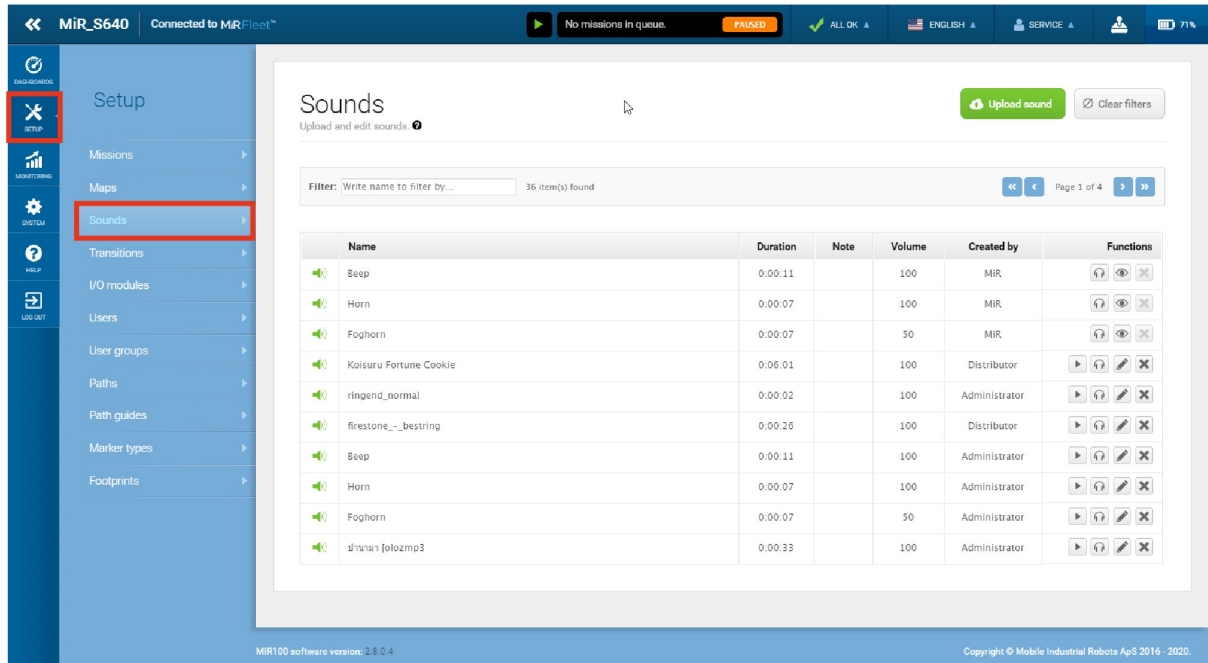 MiR_S640 Connected to MiRFleet™ No missions in queue. PAUSED ALL OK ENGLISH SERVICE 71%
DASHBOARDS
SETUP
MONITORING
SYSTEM
HELP
LOG OUT
Setup
Missions
Maps
Sounds
Transitions
I/O modules
Users
User groups
Paths
Path guides
Marker types
Footprints
Sounds
Upload and edit sounds.
Upload sound Clear filters
Filter: Write name to filter by... 36 item(s) found Page 1 of 4
Name Duration Note Volume Created by Functions
Beep 0:00:11 100 MiR
Horn 0:00:07 100 MiR
Foghorn 0:00:07 50 MiR
Koisuru Fortune Cookie 0:06:01 100 Distributor
ringend_normal 0:00:02 100 Administrator
firestone_-_bestring 0:00:26 100 Distributor
Beep 0:00:11 100 Administrator
Horn 0:00:07 100 Administrator
Foghorn 0:00:07 50 Administrator
ปานามา [olozmp3 0:00:33 100 Administrator
MIR100 software version: 2.8.0.4 Copyright © Mobile Industrial Robots ApS 2016 - 2020.